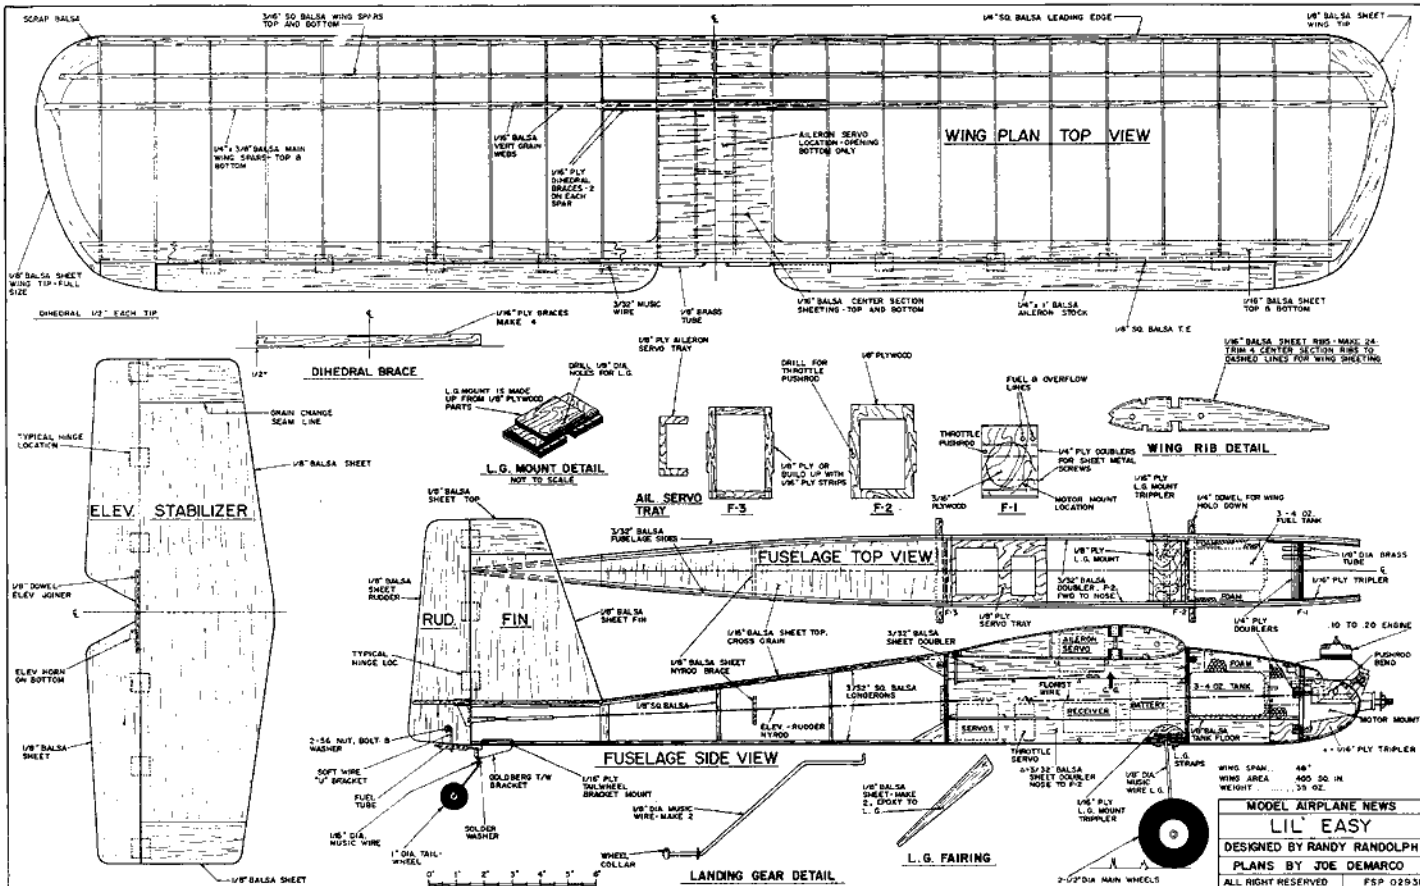 SCRAP BALSA
3/16" SQ BALSA WING SPARS
TOP AND BOTTOM
1/4" SQ. BALSA LEADING EDGE
1/8" BALSA SHEET
WING TIP
WING PLAN TOP VIEW
1/4" x 3/8" BALSA MAIN
WING SPARS - TOP &
BOTTOM
1/16" BALSA
VERT GRAIN
WEBS
1/16" PLY
DIHEDRAL
BRACES - 2
ON EACH
SPAR
AILERON SERVO
LOCATION - OPENING
BOTTOM ONLY
1/8" BALSA SHEET
WING TIP - FULL
SIZE
DIHEDRAL 1/2" EACH TIP
3/32" MUSIC
WIRE
1/8" BRASS
TUBE
1/16" BALSA CENTER SECTION
SHEETING - TOP AND BOTTOM
1/4" x 1" BALSA
AILERON STOCK
1/8" SQ. BALSA T.E
1/16" BALSA SHEET
TOP & BOTTOM
1/16" PLY BRACES
MAKE 4
1/2"
DIHEDRAL BRACE
1/16" BALSA SHEET RIBS - MAKE 24
TRIM 4 CENTER SECTION RIBS TO
DASHED LINES FOR WING SHEETING
WING RIB DETAIL
GRAIN CHANGE
SEAM LINE
TYPICAL HINGE
LOCATION
1/8" BALSA SHEET
ELEV. STABILIZER
1/8" DOWEL
ELEV JOINER
ELEV HORN
ON BOTTOM
1/8" BALSA
SHEET
1/8" BALSA SHEET
L.G. MOUNT IS MADE
UP FROM 1/8" PLYWOOD
PARTS
DRILL 1/8" DIA
HOLES FOR L.G.
L.G. MOUNT DETAIL
NOT TO SCALE
1/8" PLY AILERON
SERVO TRAY
AIL SERVO
TRAY
1/8" PLY OR
BUILD UP WITH
1/16" PLY STRIPS
F-3
DRILL FOR
THROTTLE
PUSHROD
1/8" PLYWOOD
F-2
FUEL & OVERFLOW
LINES
THROTTLE
PUSHROD
1/4" PLY DOUBLERS
FOR SHEET METAL
SCREWS
3/16"
PLYWOOD
MOTOR MOUNT
LOCATION
F-1
1/8" BALSA
SHEET TOP
3/32" BALSA
FUSELAGE SIDES
FUSELAGE TOP VIEW
1/16" PLY
L.G. MOUNT
TRIPPLER
1/4" DOWEL FOR WING
HOLD DOWN
3 - 4 OZ.
FUEL TANK
1/8" PLY
L.G. MOUNT
FOAM
1/8" DIA BRASS
TUBE
1/16" PLY TRIPLER
3/32" BALSA
DOUBLER, F-2,
FWD TO NOSE
F-3
1/8" PLY
SERVO TRAY
F-2
FOAM
F-1
1/4" PLY
DOUBLERS
1/8" BALSA
SHEET
RUDDER
RUD.
FIN
1/8" BALSA
SHEET FIN
TYPICAL
HINGE LOC
1/16" BALSA SHEET TOP,
CROSS GRAIN
1/8" BALSA SHEET
NYROD BRACE
3/32" BALSA
SHEET DOUBLER
AILERON
SERVO
.10 TO .20 ENGINE
PUSHROD
BEND
FOAM
3-4 OZ. TANK
FLORIST
WIRE
C.G.
BATTERY
RECEIVER
SERVOS
1/8" SQ BALSA
3/32" SQ. BALSA
LONGERONS
ELEV. - RUDDER
NYROD
1/8" BALSA
TANK FLOOR
MOTOR MOUNT
1/16" PLY TRIPLER
2-56 NUT, BOLT &
WASHER
SOFT WIRE
"U" BRACKET
FUEL
TUBE
1/16" DIA.
MUSIC WIRE
GOLDBERG T/W
BRACKET
1/16" PLY
TAILWHEEL
BRACKET MOUNT
FUSELAGE SIDE VIEW
THROTTLE
SERVO
3/32" BALSA
SHEET DOUBLER
NOSE TO F-2
1/8" DIA.
MUSIC
WIRE L.G.
L.G.
STRAPS
1/16" PLY
L.G. MOUNT
TRIPPLER
1" DIA. TAIL-
WHEEL
SOLDER
WASHER
1/8" DIA MUSIC
WIRE - MAKE 2
WHEEL
COLLAR
LANDING GEAR DETAIL
1/8" BALSA
SHEET - MAKE
2, EPOXY TO
L.G.
L.G. FAIRING
2-1/2" DIA MAIN WHEELS
0" 1" 2" 3" 4" 5" 6"
WING SPAN.. 48"
WING AREA 405 SQ. IN.
WEIGHT ...... 35 OZ.
MODEL AIRPLANE NEWS
LIL' EASY
DESIGNED BY RANDY RANDOLPH
PLANS BY JOE DEMARCO
ALL RIGHT RESERVED